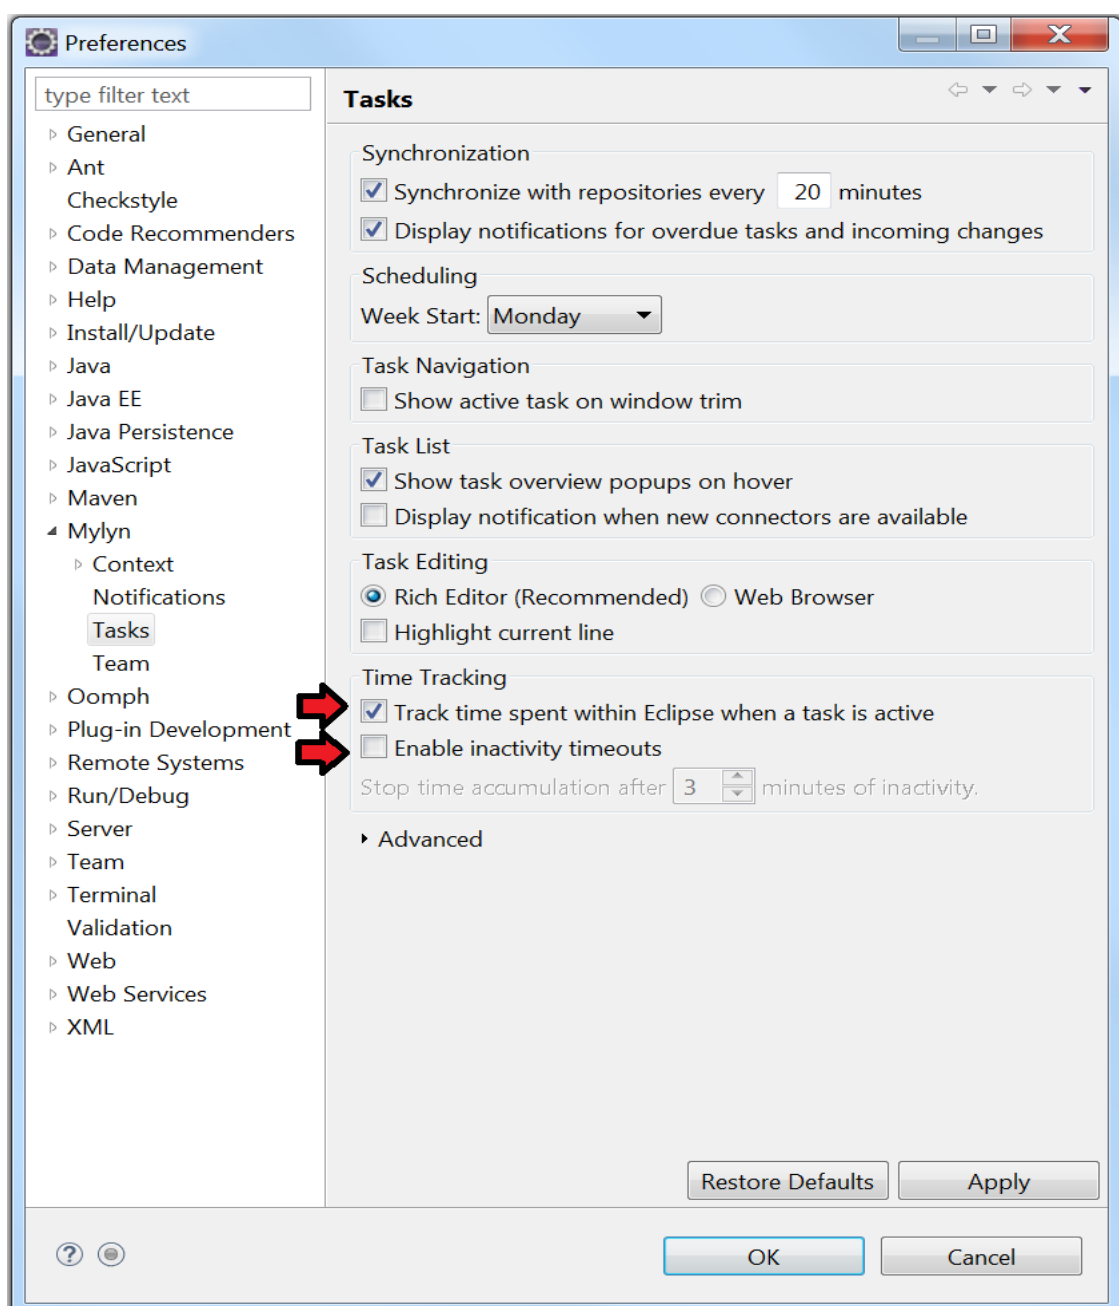 Preferences
type filter text
General
Ant
Checkstyle
Code Recommenders
Data Management
Help
Install/Update
Java
Java EE
Java Persistence
JavaScript
Maven
Mylyn
Context
Notifications
Tasks
Team
Oomph
Plug-in Development
Remote Systems
Run/Debug
Server
Team
Terminal
Validation
Web
Web Services
XML
Tasks
Synchronization
Synchronize with repositories every 20 minutes
Display notifications for overdue tasks and incoming changes
Scheduling
Week Start: Monday
Task Navigation
Show active task on window trim
Task List
Show task overview popups on hover
Display notification when new connectors are available
Task Editing
Rich Editor (Recommended) Web Browser
Highlight current line
Time Tracking
Track time spent within Eclipse when a task is active
Enable inactivity timeouts
Stop time accumulation after 3 minutes of inactivity.
Advanced
Restore Defaults Apply
? OK Cancel